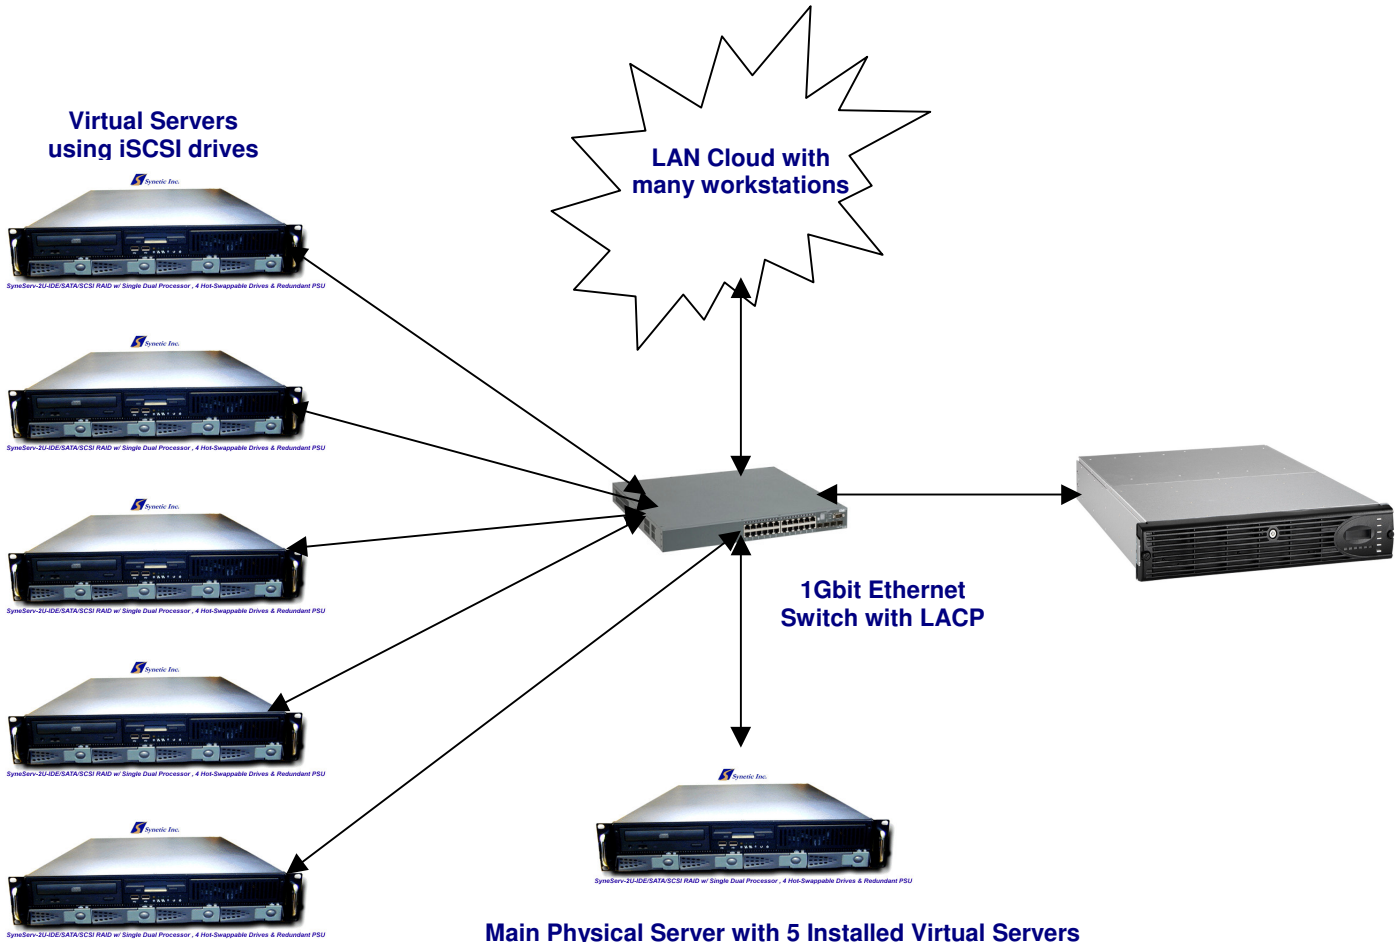 Virtual Servers
using iSCSI drives
LAN Cloud with
many workstations
Synetic Inc.
SyneServ-2U-IDE/SATA/SCSI RAID w/ Single Dual Processor , 4 Hot-Swappable Drives & Redundant PSU
Synetic Inc.
SyneServ-2U-IDE/SATA/SCSI RAID w/ Single Dual Processor , 4 Hot-Swappable Drives & Redundant PSU
Synetic Inc.
SyneServ-2U-IDE/SATA/SCSI RAID w/ Single Dual Processor , 4 Hot-Swappable Drives & Redundant PSU
1Gbit Ethernet
Switch with LACP
Synetic Inc.
SyneServ-2U-IDE/SATA/SCSI RAID w/ Single Dual Processor , 4 Hot-Swappable Drives & Redundant PSU
Synetic Inc.
SyneServ-2U-IDE/SATA/SCSI RAID w/ Single Dual Processor , 4 Hot-Swappable Drives & Redundant PSU
Synetic Inc.
SyneServ-2U-IDE/SATA/SCSI RAID w/ Single Dual Processor , 4 Hot-Swappable Drives & Redundant PSU
Main Physical Server with 5 Installed Virtual Servers